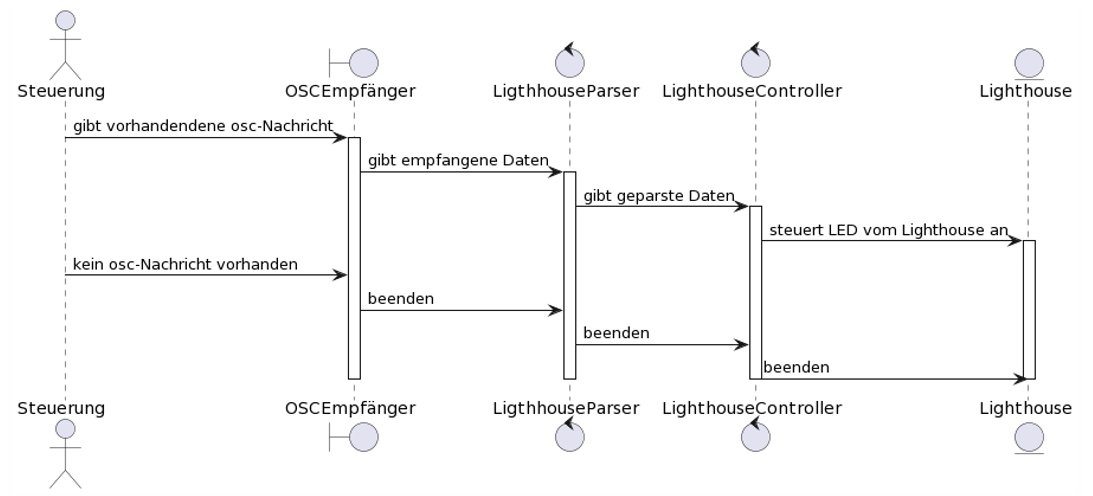 Steuerung
OSCEmpfänger
LigthhouseParser
LighthouseController
Lighthouse
gibt vorhandendene osc-Nachricht
gibt empfangene Daten
gibt geparste Daten
steuert LED vom Lighthouse an
kein osc-Nachricht vorhanden
beenden
beenden
beenden
Steuerung
OSCEmpfänger
LigthhouseParser
LighthouseController
Lighthouse